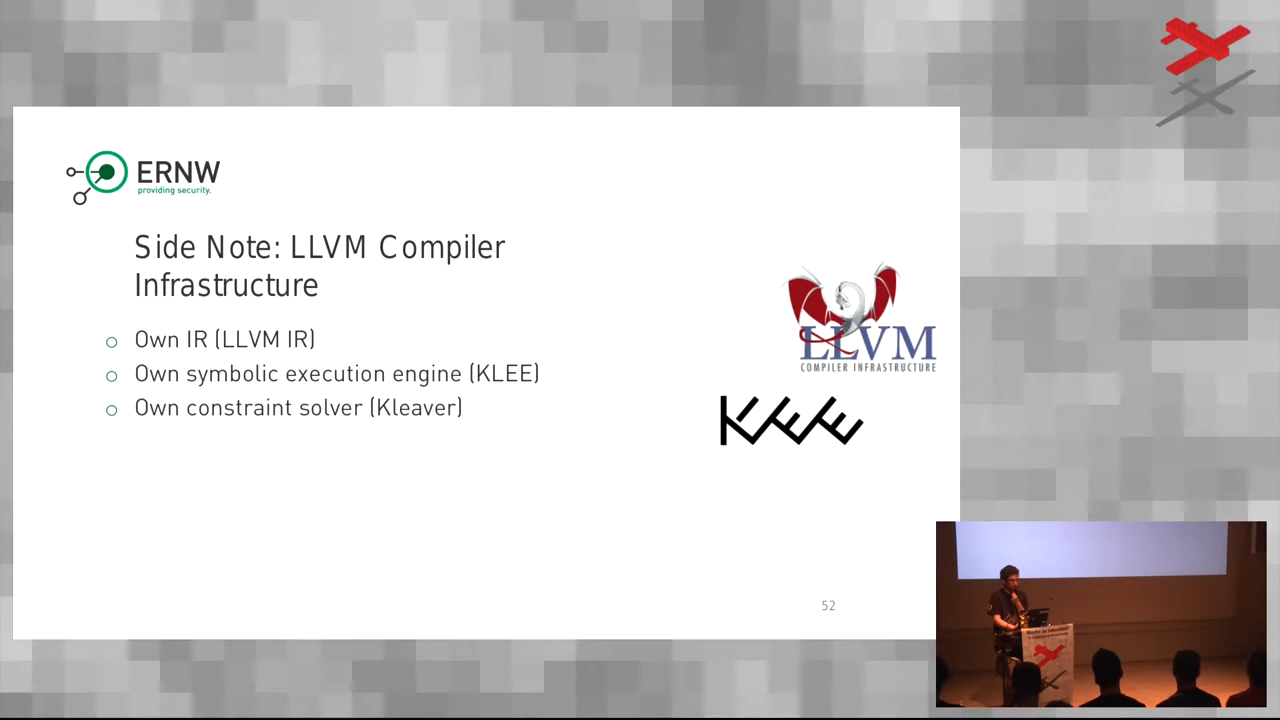 ERNW
providing security.
Side Note: LLVM Compiler
Infrastructure
Own IR (LLVM IR)
Own symbolic execution engine (KLEE)
Own constraint solver (Kleaver)
LLVM
COMPILER INFRASTRUCTURE
KLEE
52